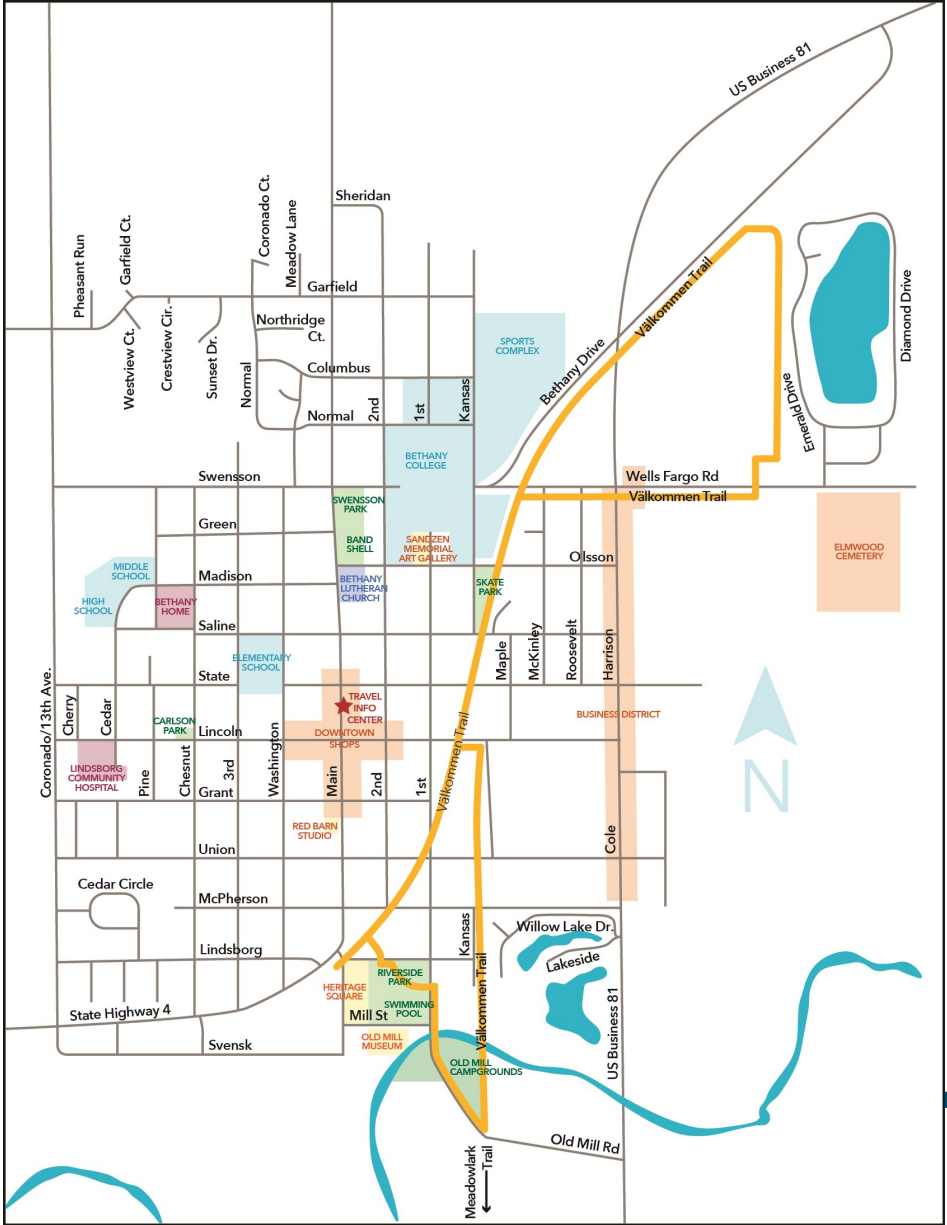 US Business 81
Sheridan
Coronado Ct.
Meadow Lane
Garfield Ct.
Pheasant Run
Garfield
Northridge
Ct.
Westview Ct.
Crestview Cir.
Sunset Dr.
Normal
Columbus
Normal
2nd
1st
Kansas
SPORTS
COMPLEX
Bethany Drive
Välkommen Trail
Emerald Drive
Diamond Drive
BETHANY
COLLEGE
Swensson
Wells Fargo Rd
Välkommen Trail
SWENSSON
PARK
BAND
SHELL
Green
SANDZEN
MEMORIAL
ART GALLERY
Olsson
ELMWOOD
CEMETERY
MIDDLE
SCHOOL
Madison
BETHANY
LUTHERAN
CHURCH
SKATE
PARK
HIGH
SCHOOL
BETHANY
HOME
Saline
ELEMENTARY
SCHOOL
Maple
McKinley
Roosevelt
Harrison
State
Coronado/13th Ave.
Cherry
Cedar
TRAVEL
INFO
CENTER
BUSINESS DISTRICT
CARLSON
PARK
Lincoln
DOWNTOWN
SHOPS
Välkommen Trail
LINDSBORG
COMMUNITY
HOSPITAL
Pine
Chesnut
3rd
Washington
Main
2nd
1st
Grant
N
RED BARN
STUDIO
Union
Cole
Cedar Circle
McPherson
Willow Lake Dr.
Lindsborg
Kansas
Lakeside
RIVERSIDE
PARK
HERITAGE
SQUARE
SWIMMING
POOL
Välkommen Trail
US Business 81
State Highway 4
Mill St
OLD MILL
MUSEUM
Svensk
OLD MILL
CAMPGROUNDS
Old Mill Rd
Meadowlark
Trail